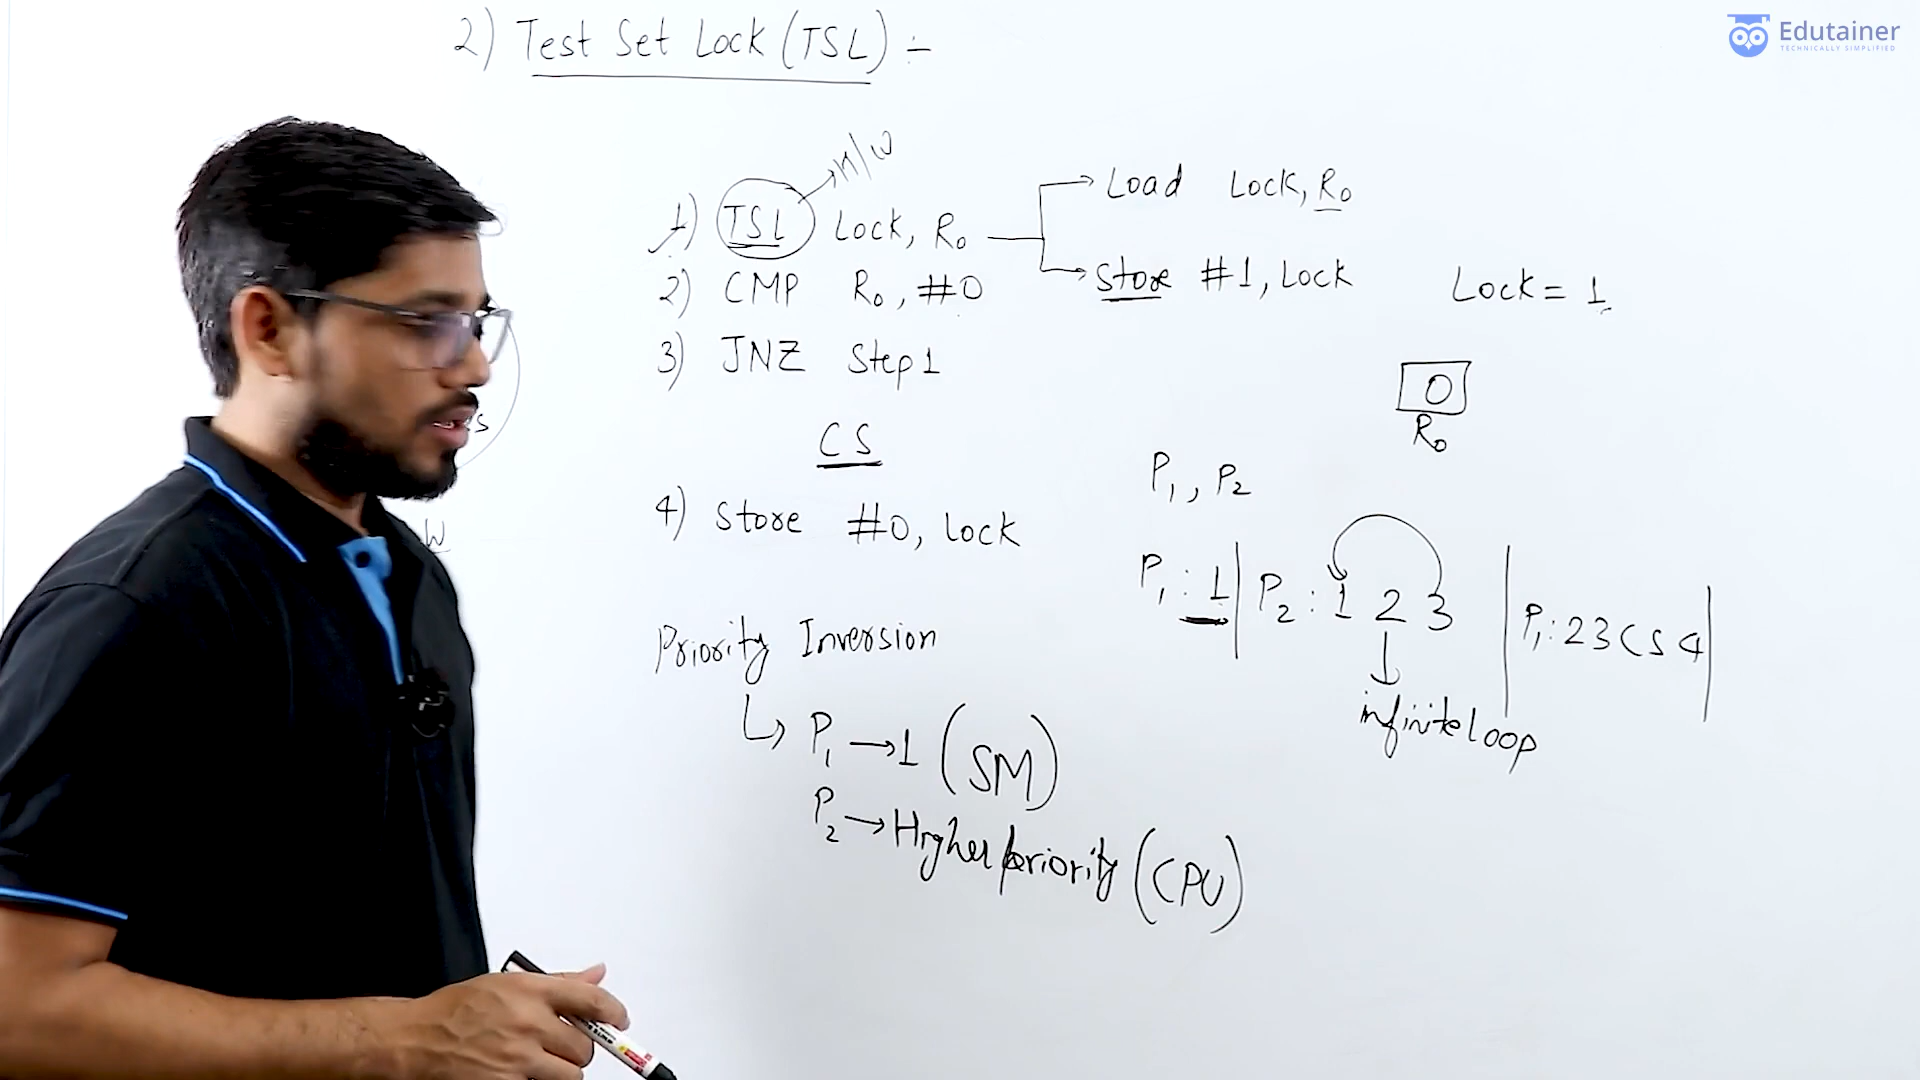 2) Test Set Lock (TSL) :-
Edutainer
TECHNICALLY SIMPLIFIED
H/W
1) TSL Lock, R0
Load Lock, R0
Store #1, Lock
2) CMP R0, #0
Lock = 1
3) JNZ Step 1
0
R0
CS
P1, P2
4) Store #0, Lock
P1 : 1 P2 : 1 2 3 P1: 2 3 CS 4
infinite loop
Priority Inversion
P1 → 1 (SM)
P2 → Higher priority (CPU)